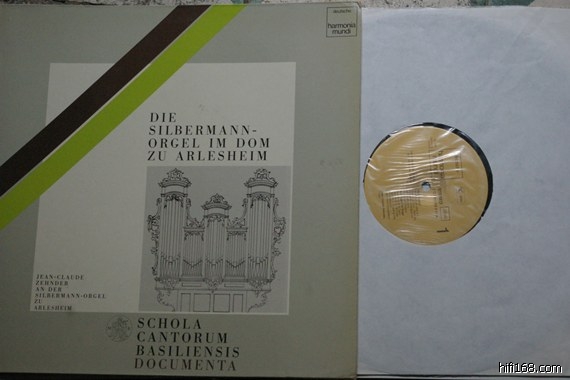 deutsche
harmonia
mundi
DIE
SILBERMANN-
ORGEL IM DOM
ZU ARLESHEIM
JEAN-CLAUDE
ZEHNDER
AN DER
SILBERMANN-ORGEL
ZU
ARLESHEIM
SCHOLA
CANTORUM
BASILIENSIS
DOCUMENTA
1
hifi168.com